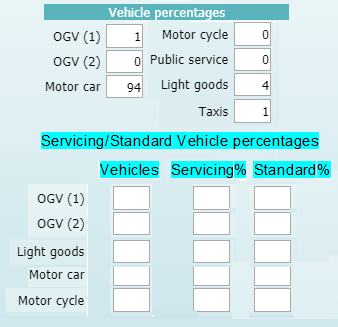 Vehicle percentages
OGV (1) 1 Motor cycle 0
OGV (2) 0 Public service 0
Motor car 94 Light goods 4
Taxis 1
Servicing/Standard Vehicle percentages
Vehicles Servicing% Standard%
OGV (1)
OGV (2)
Light goods
Motor car
Motor cycle